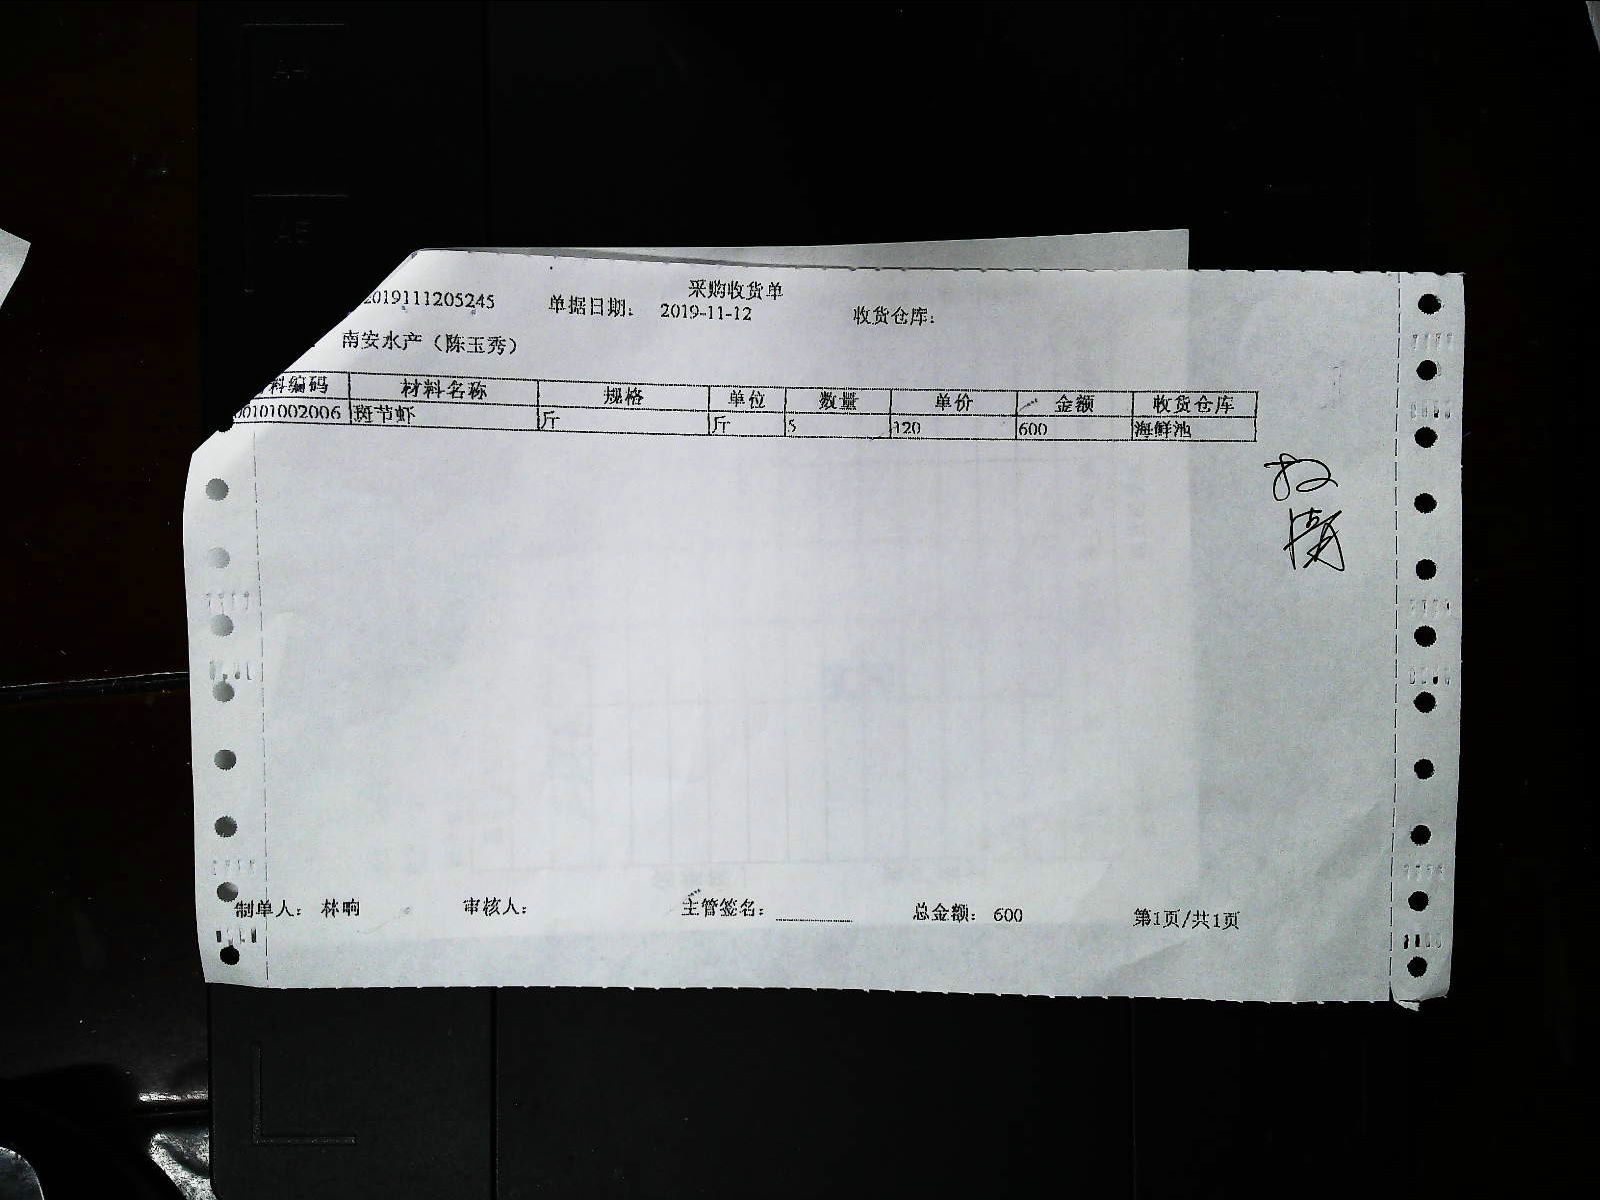 采购收货单
2019111205245 单据日期: 2019-11-12 收货仓库:
南安水产（陈玉秀）
料编码 材料名称 规格 单位 数量 单价 金额 收货仓库
00101002006 斑节虾 斤 斤 5 120 600 海鲜池
制单人: 林响 审核人: 主管签名: 总金额: 600 第1页/共1页